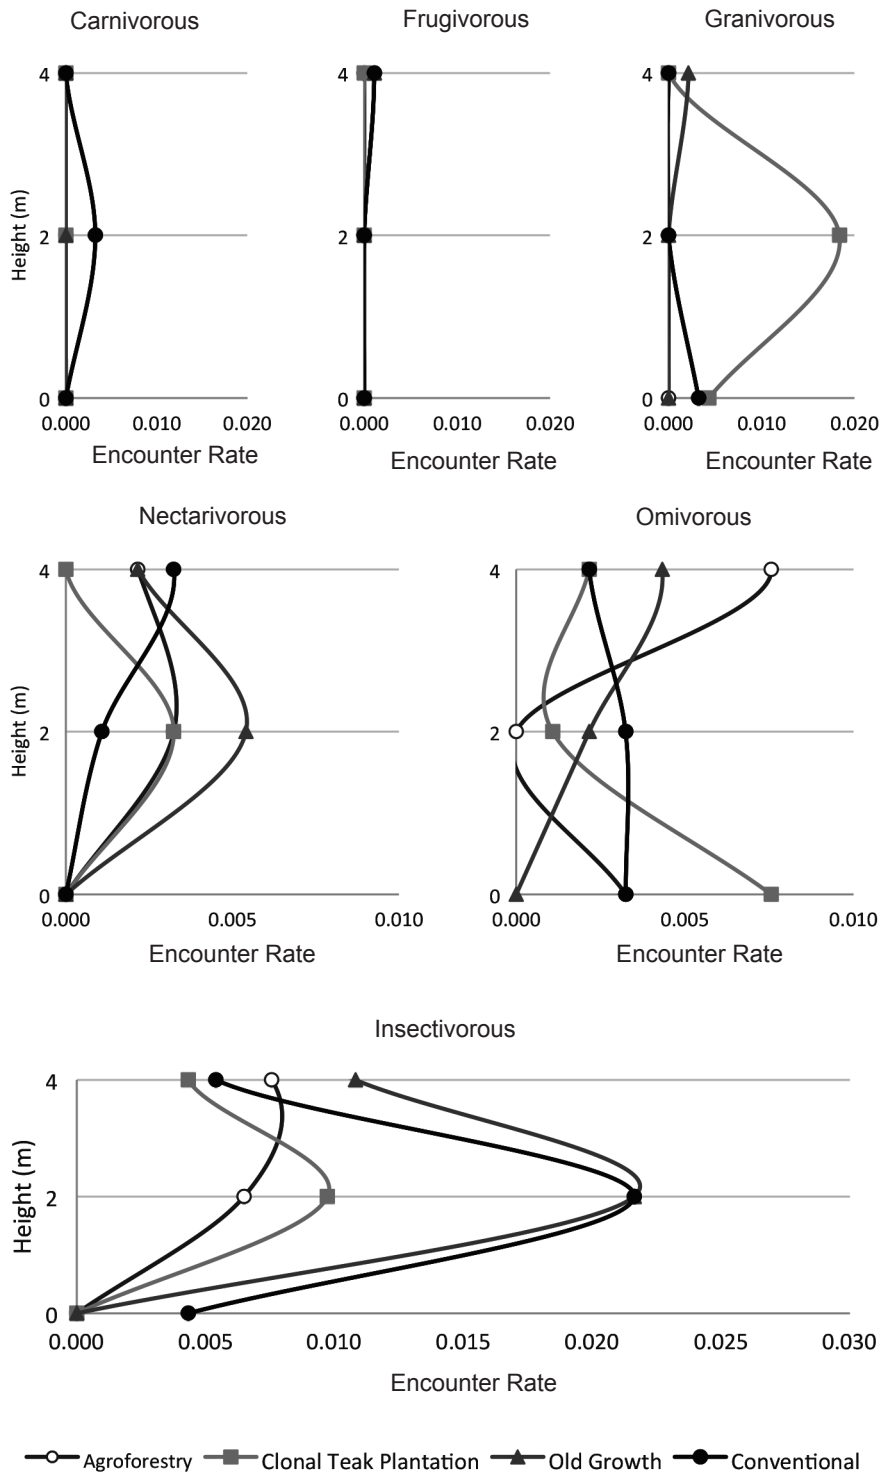 Carnivorous Frugivorous Granivorous
4 4 4
Height (m)
2 2 2
0 0 0
0.000 0.010 0.020 0.000 0.010 0.020 0.000 0.010 0.020
Encounter Rate Encounter Rate Encounter Rate
Nectarivorous Omivorous
4 4
Height (m)
2 2
0 0
0.000 0.005 0.010 0.000 0.005 0.010
Encounter Rate Encounter Rate
Insectivorous
4
Height (m)
2
0
0.000 0.005 0.010 0.015 0.020 0.025 0.030
Encounter Rate
Agroforestry Clonal Teak Plantation Old Growth Conventional